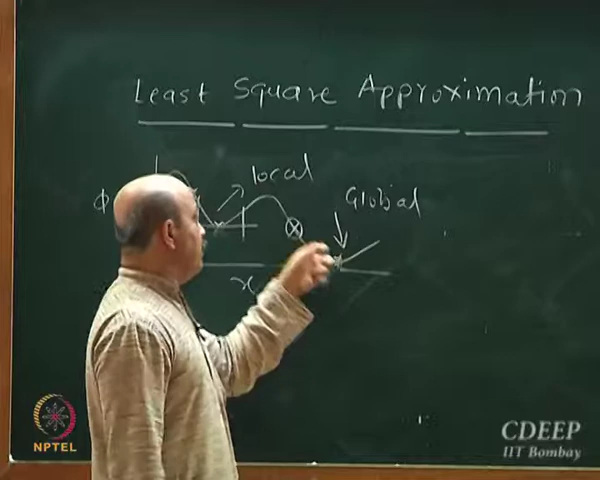 Least Square Approximation
local
Global
Φ
x
NPTEL
CDEEP
IIT Bombay